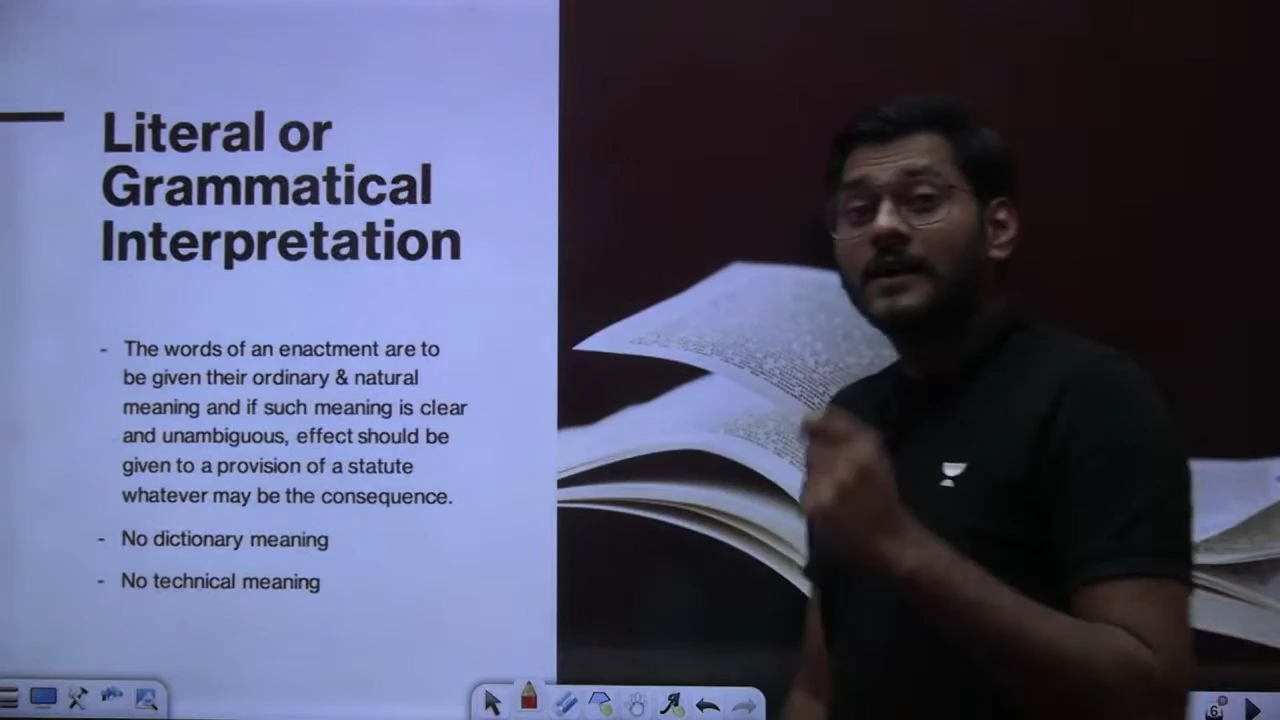 Literal or
Grammatical
Interpretation
- The words of an enactment are to
be given their ordinary & natural
meaning and if such meaning is clear
and unambiguous, effect should be
given to a provision of a statute
whatever may be the consequence.
- No dictionary meaning
- No technical meaning
6